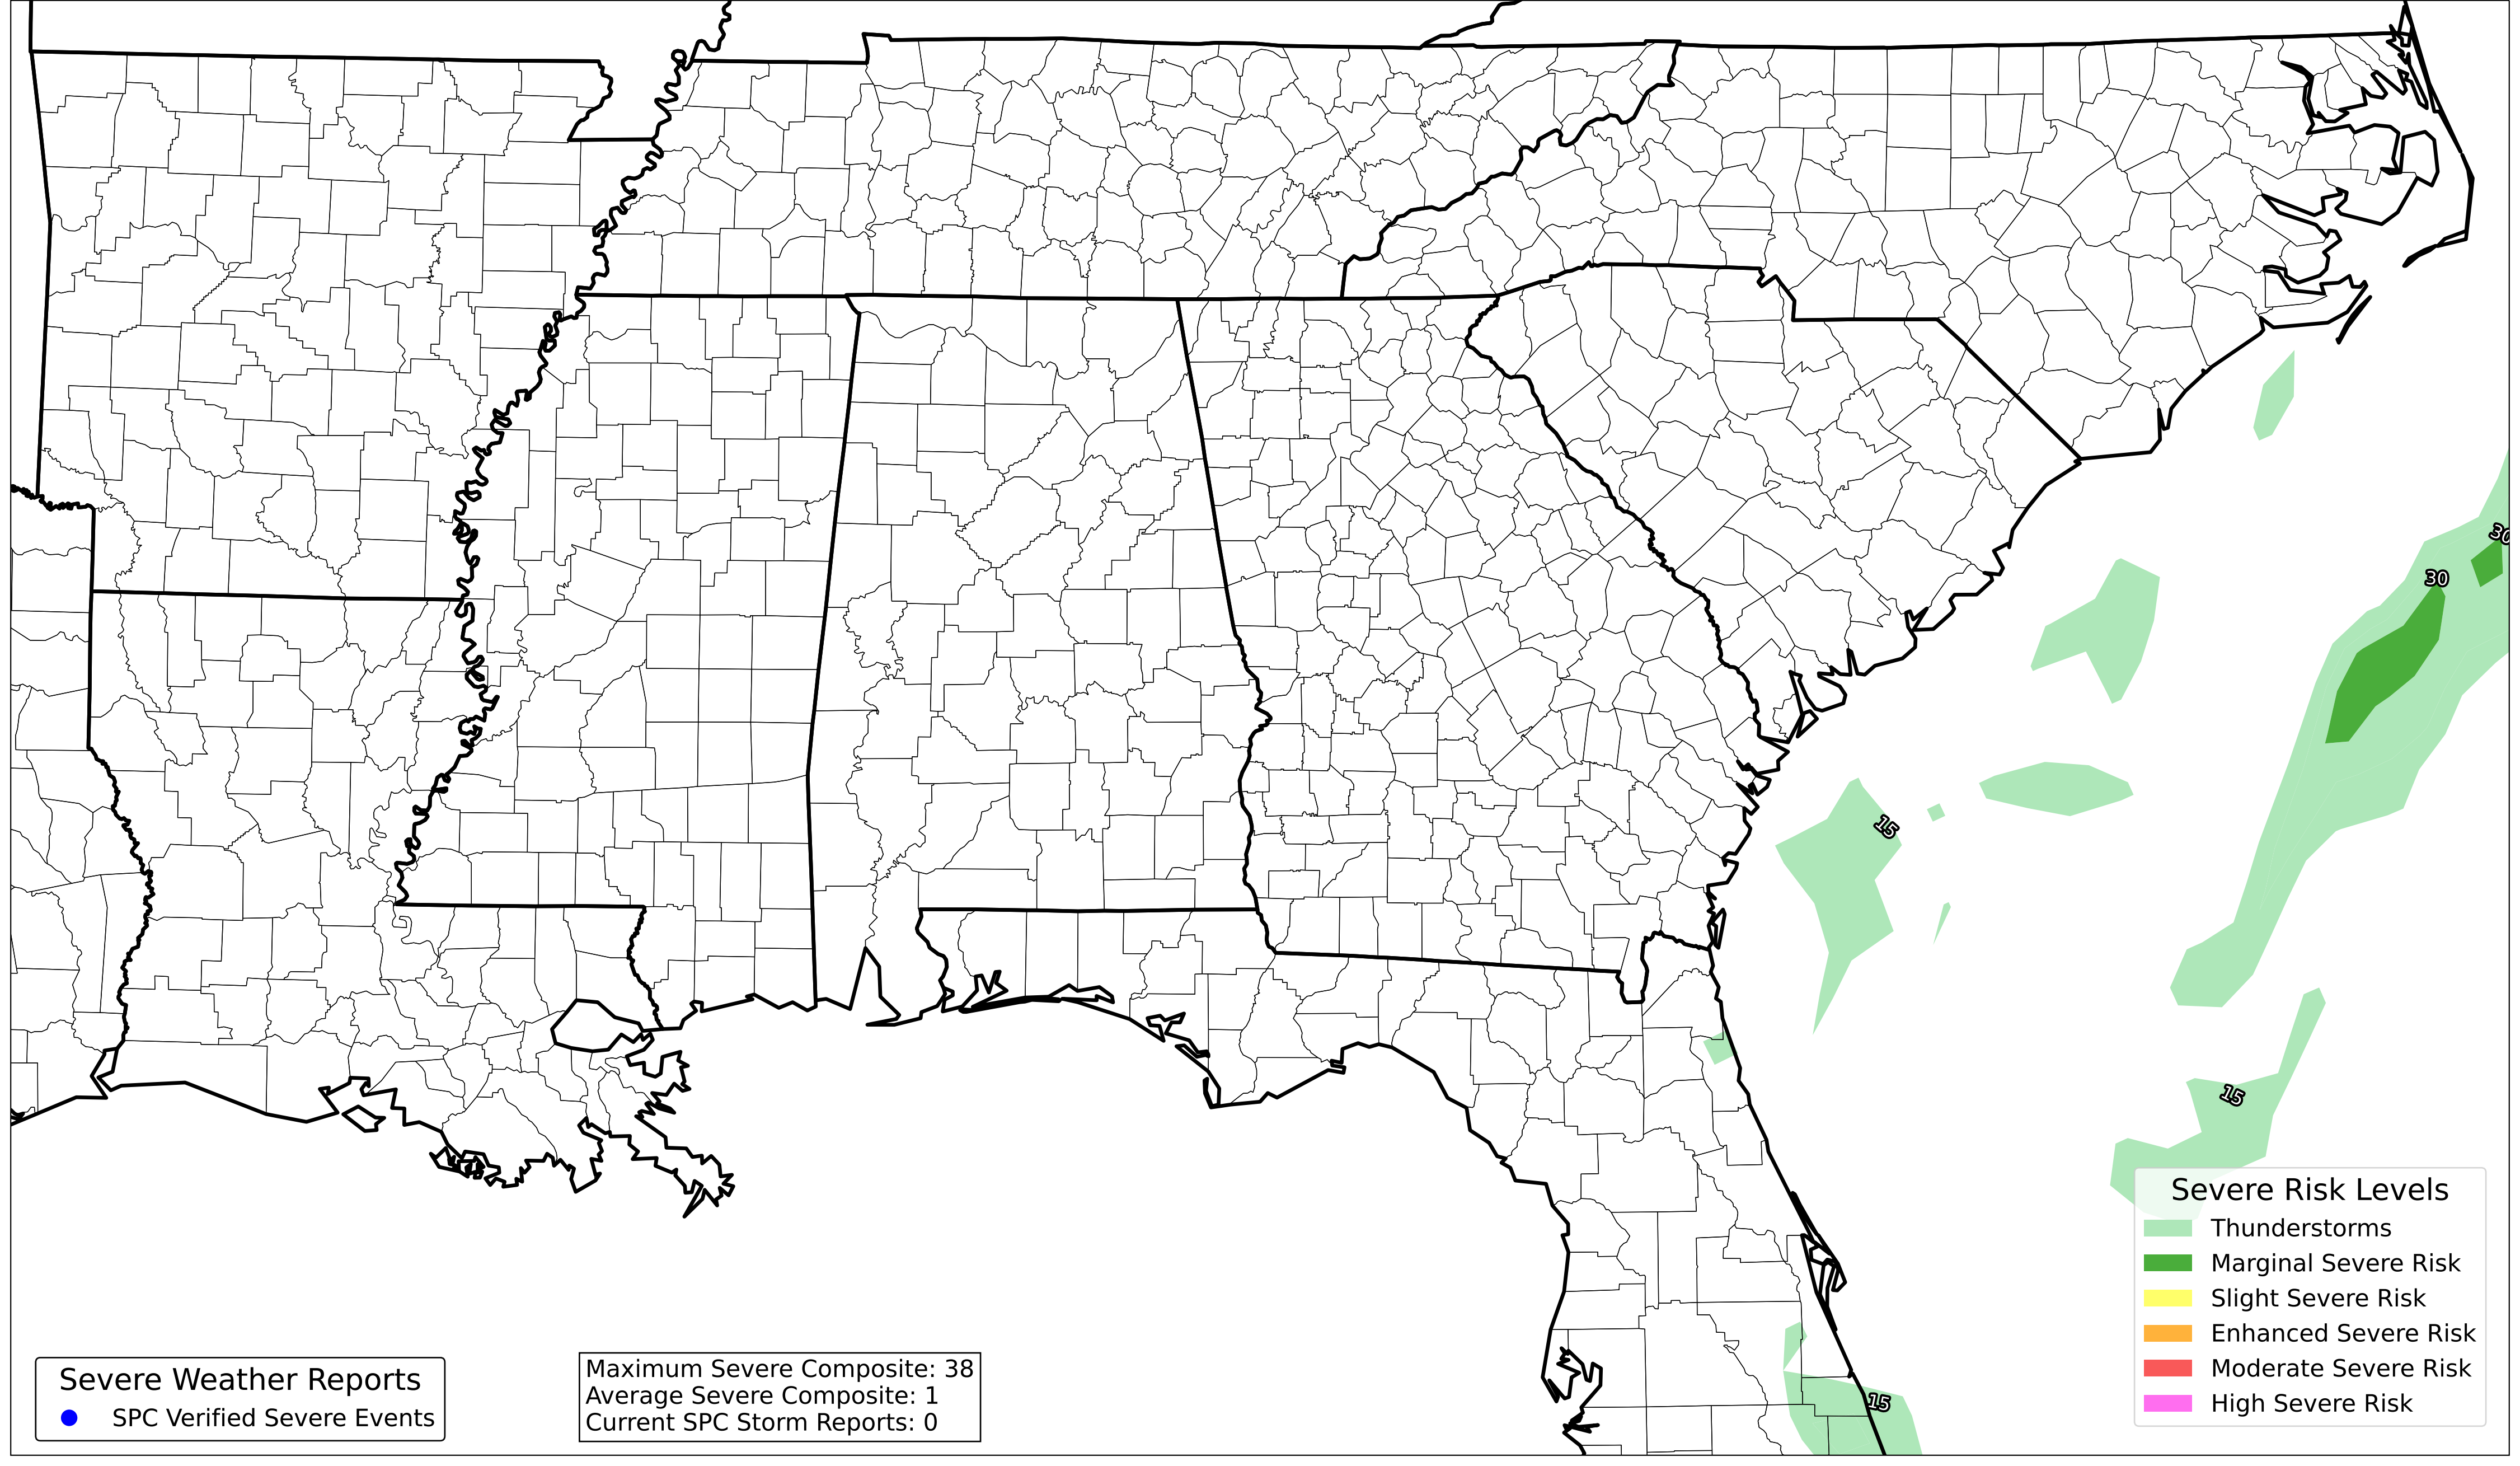 30
30
15
15
15
Severe Risk Levels
Thunderstorms
Marginal Severe Risk
Slight Severe Risk
Enhanced Severe Risk
Moderate Severe Risk
High Severe Risk
Severe Weather Reports
SPC Verified Severe Events
Maximum Severe Composite: 38
Average Severe Composite: 1
Current SPC Storm Reports: 0